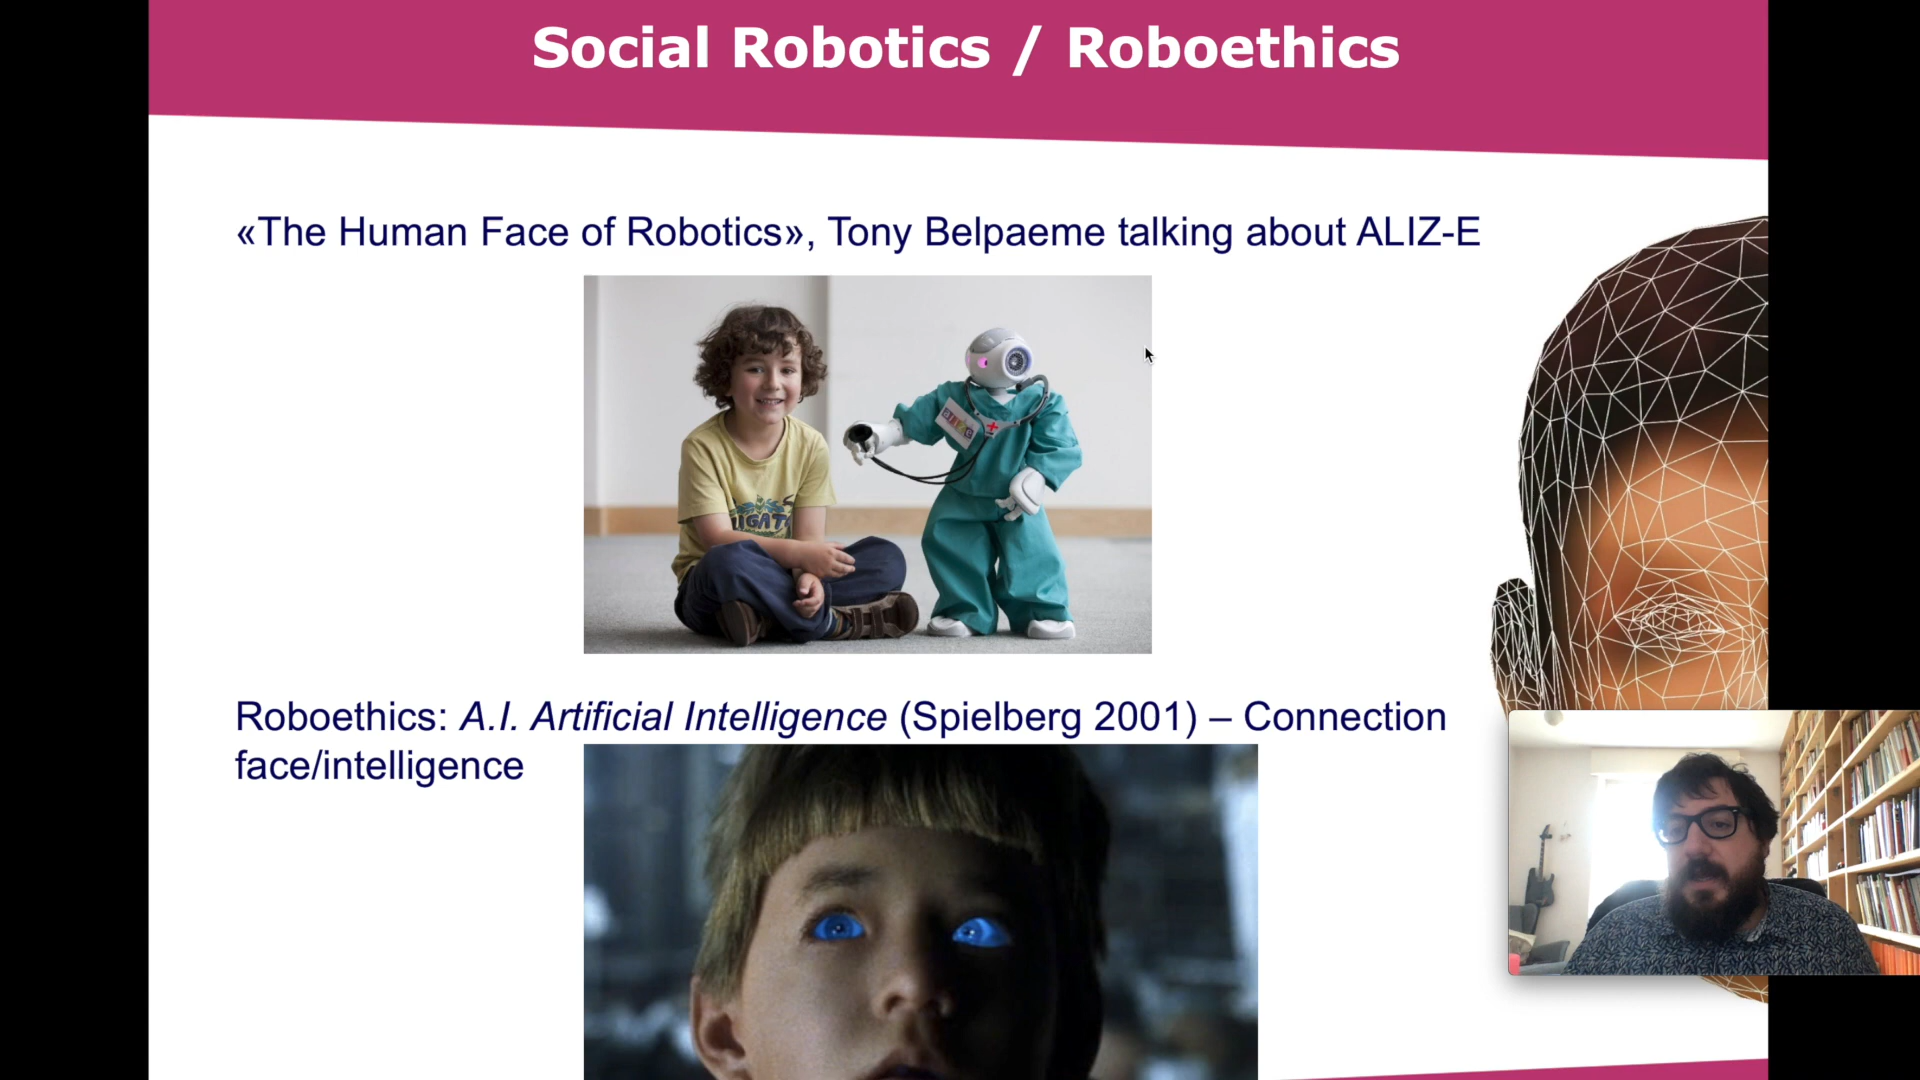 Social Robotics / Roboethics
«The Human Face of Robotics», Tony Belpaeme talking about ALIZ-E
Roboethics: A.I. Artificial Intelligence (Spielberg 2001) – Connection
face/intelligence